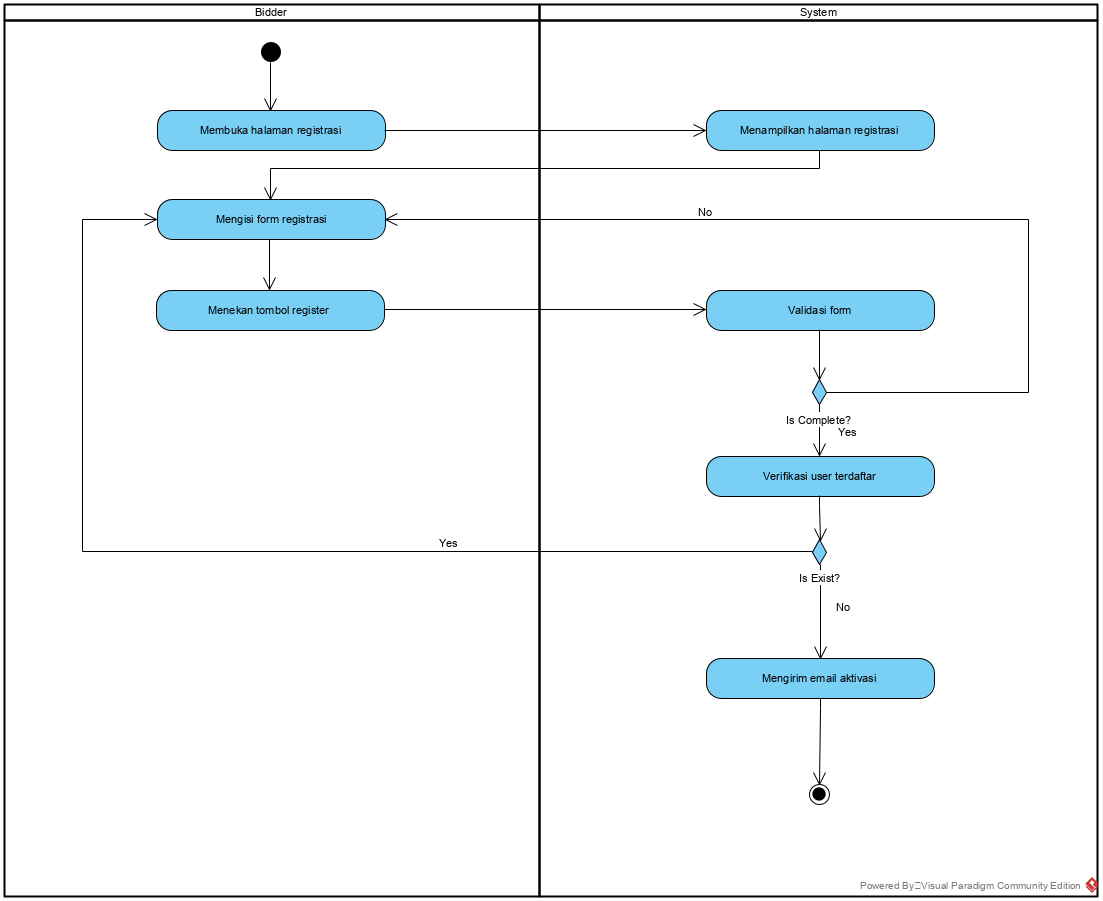 Bidder
System
Membuka halaman registrasi
Menampilkan halaman registrasi
Mengisi form registrasi
No
Menekan tombol register
Validasi form
Is Complete?
Yes
Verifikasi user terdaftar
Yes
Is Exist?
No
Mengirim email aktivasi
Powered By Visual Paradigm Community Edition